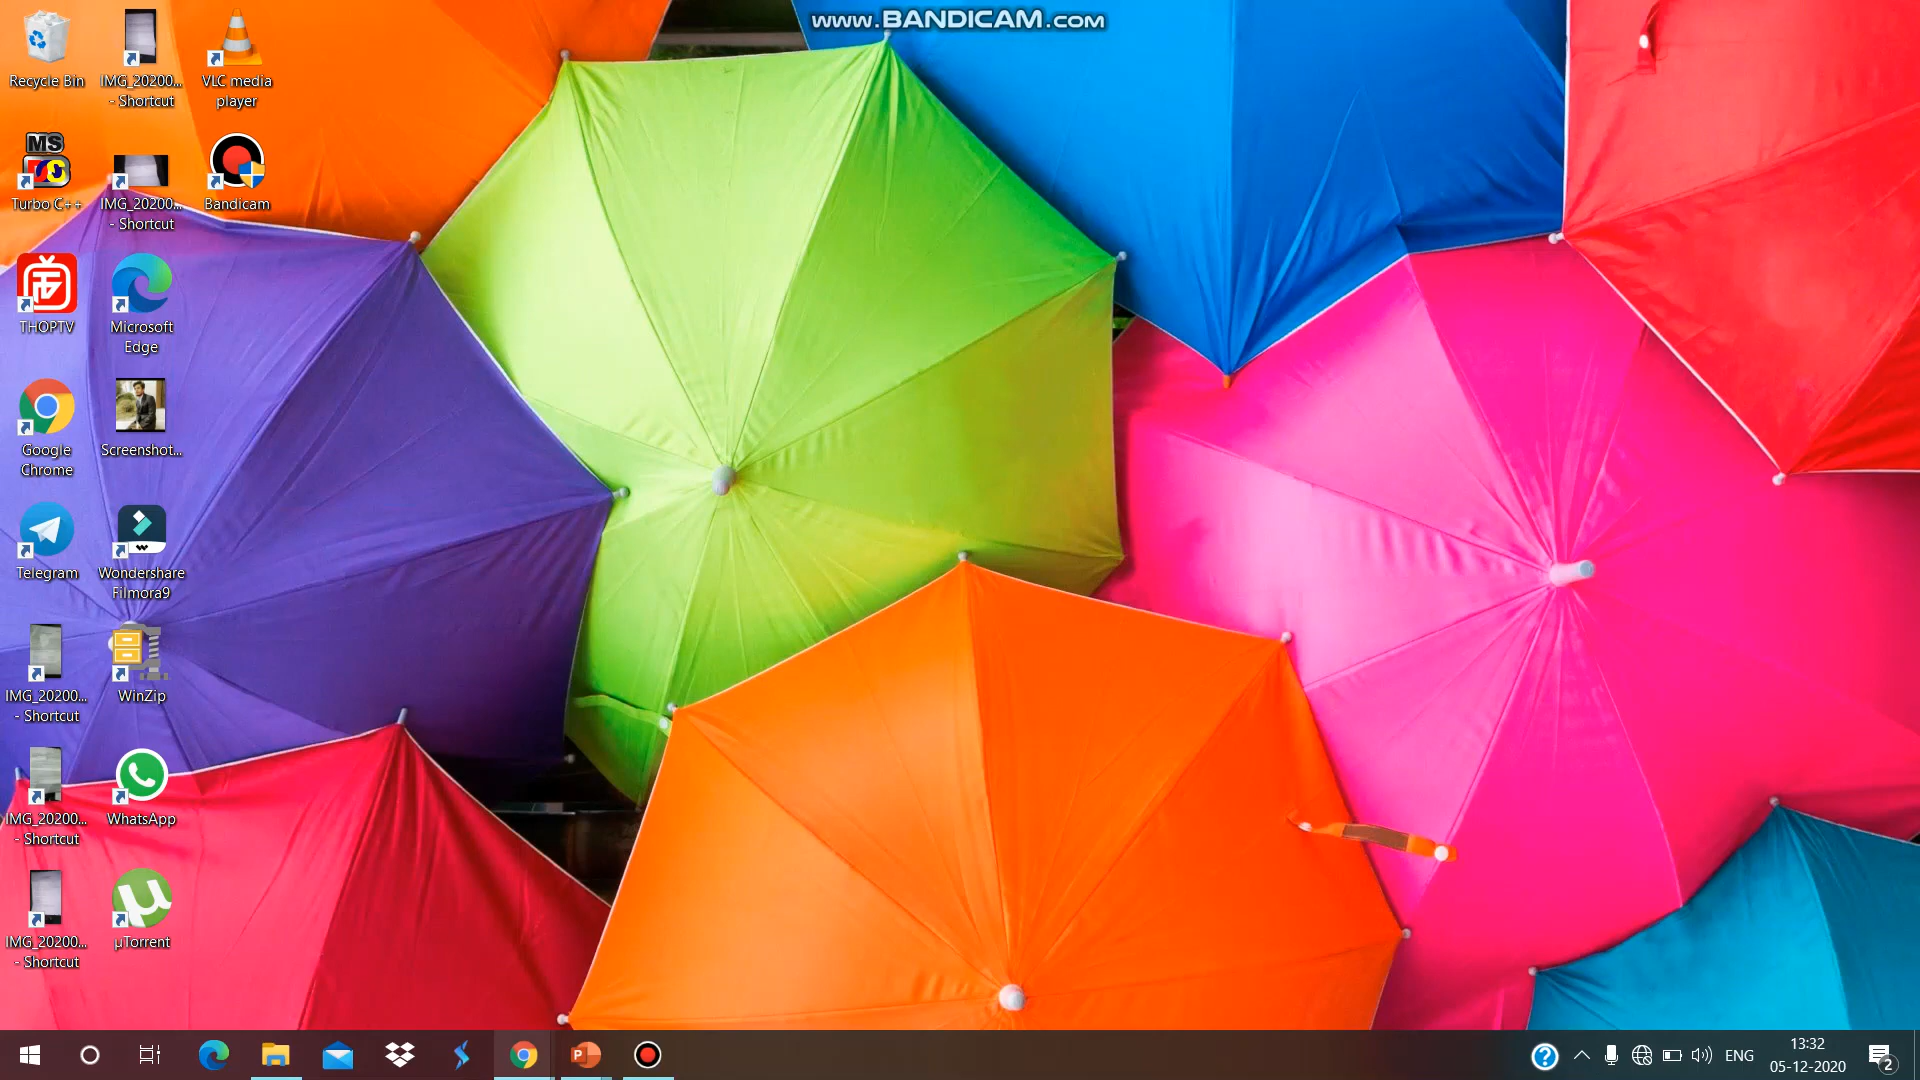 www.BANDICAM.com
Recycle Bin
IMG_20200...
- Shortcut
VLC media
player
MS
Turbo C++
IMG_20200...
- Shortcut
Bandicam
THOPTV
Microsoft
Edge
Google
Chrome
Screenshot...
Telegram
Wondershare
Filmora9
IMG_20200...
- Shortcut
WinZip
IMG_20200...
- Shortcut
WhatsApp
IMG_20200...
- Shortcut
µ
µTorrent
P
?
ENG
13:32
05-12-2020
2